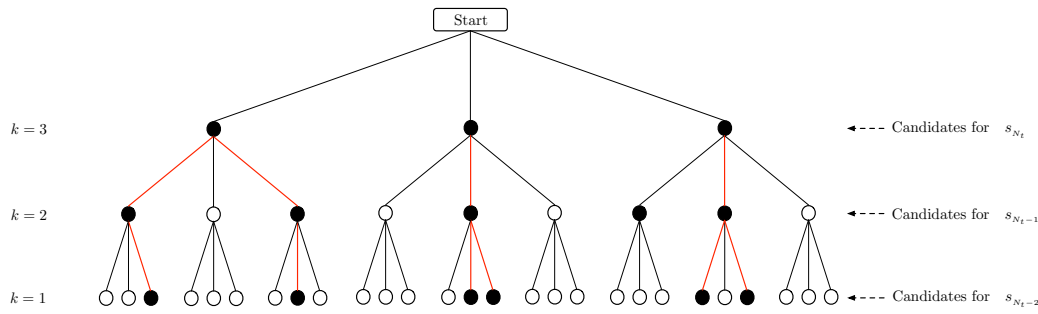 Start
k = 3
Candidates for s_{N_t}
k = 2
Candidates for s_{N_t−1}
k = 1
Candidates for s_{N_t−2}